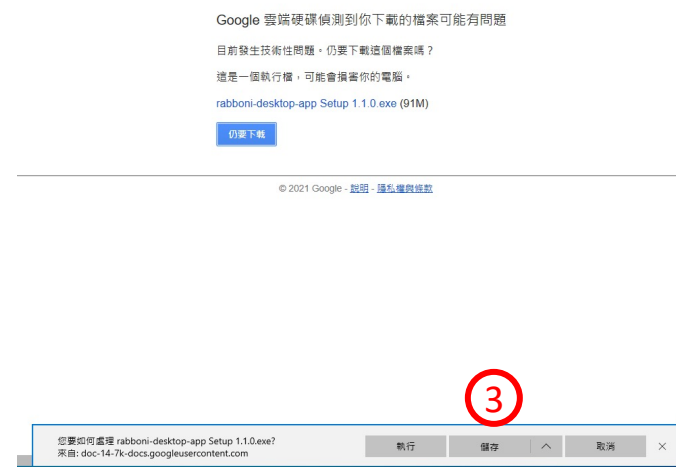 Google 雲端硬碟偵測到你下載的檔案可能有問題
目前發生技術性問題。仍要下載這個檔案嗎？
這是一個執行檔，可能會損害你的電腦。
rabboni-desktop-app Setup 1.1.0.exe (91M)
仍要下載
© 2021 Google - 說明 - 隱私權與條款
3
您要如何處理 rabboni-desktop-app Setup 1.1.0.exe?
來自: doc-14-7k-docs.googleusercontent.com
執行 儲存 取消